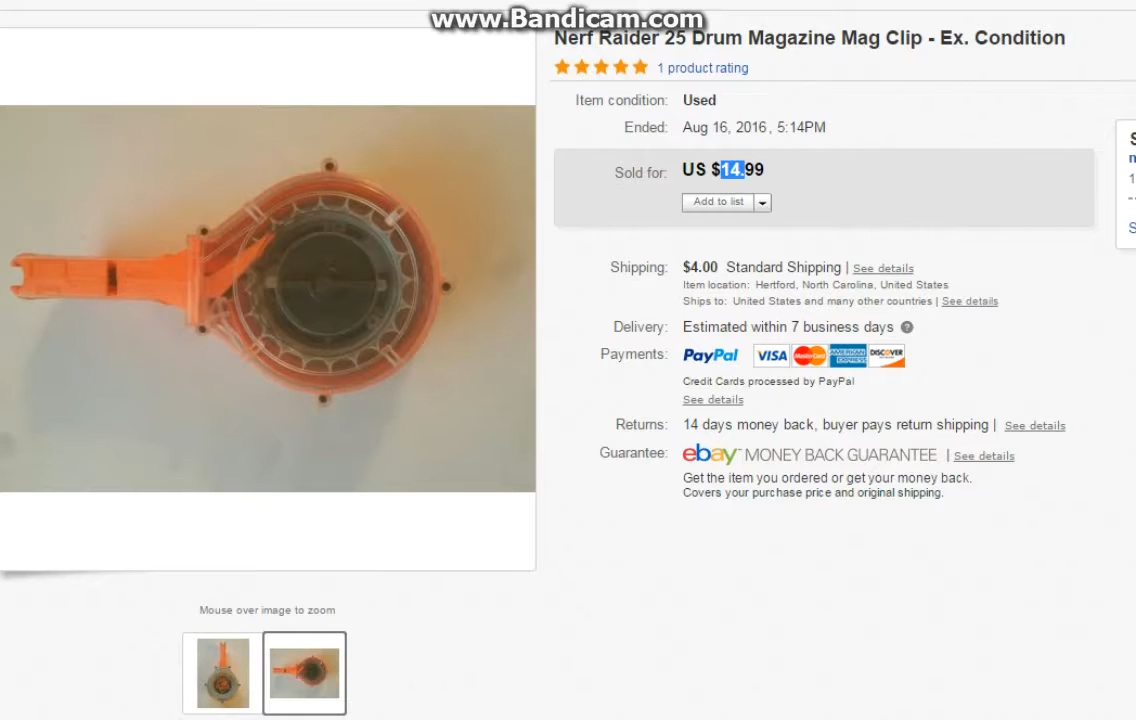 www.Bandicam.com
Nerf Raider 25 Drum Magazine Mag Clip - Ex. Condition
1 product rating
Item condition: Used
Ended: Aug 16, 2016, 5:14PM
Sold for: US $14.99
Add to list
Shipping: $4.00 Standard Shipping | See details
Item location: Hertford, North Carolina, United States
Ships to: United States and many other countries | See details
Delivery: Estimated within 7 business days ?
Payments: PayPal VISA MasterCard AMERICAN EXPRESS DISCOVER
Credit Cards processed by PayPal
See details
Returns: 14 days money back, buyer pays return shipping | See details
Guarantee: ebay MONEY BACK GUARANTEE | See details
Get the item you ordered or get your money back.
Covers your purchase price and original shipping.
Mouse over image to zoom